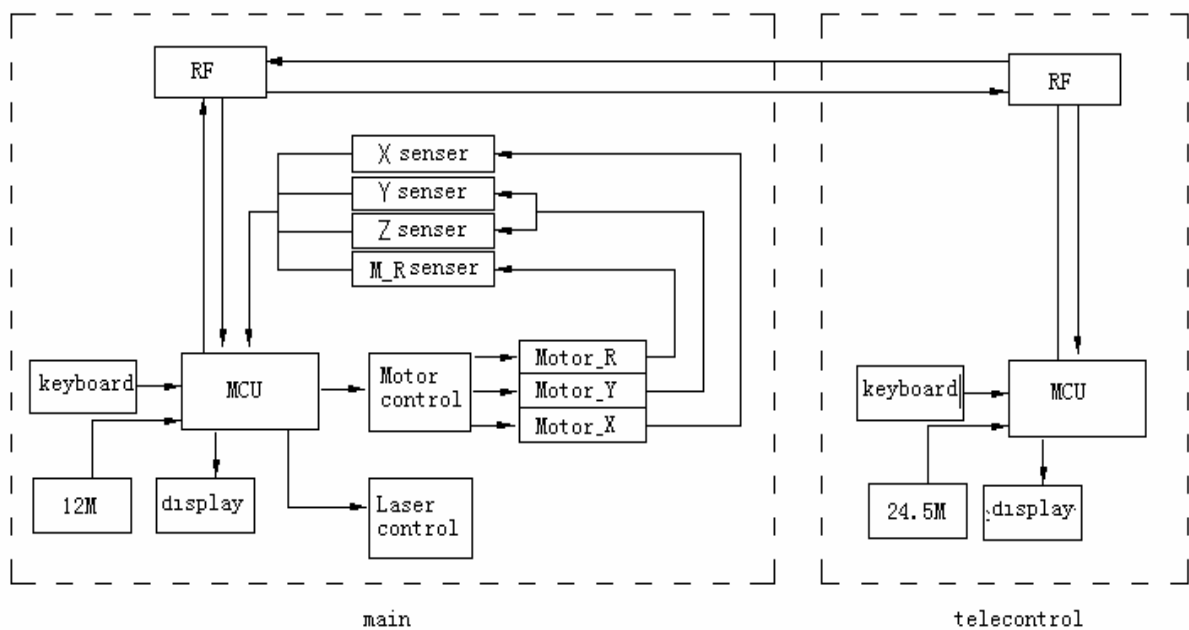 RF
RF
X senser
Y senser
Z senser
M_R senser
keyboard
MCU
Motor
control
Motor_R
Motor_Y
Motor_X
12M
display
Laser
control
keyboard
MCU
24.5M
display
main
telecontrol